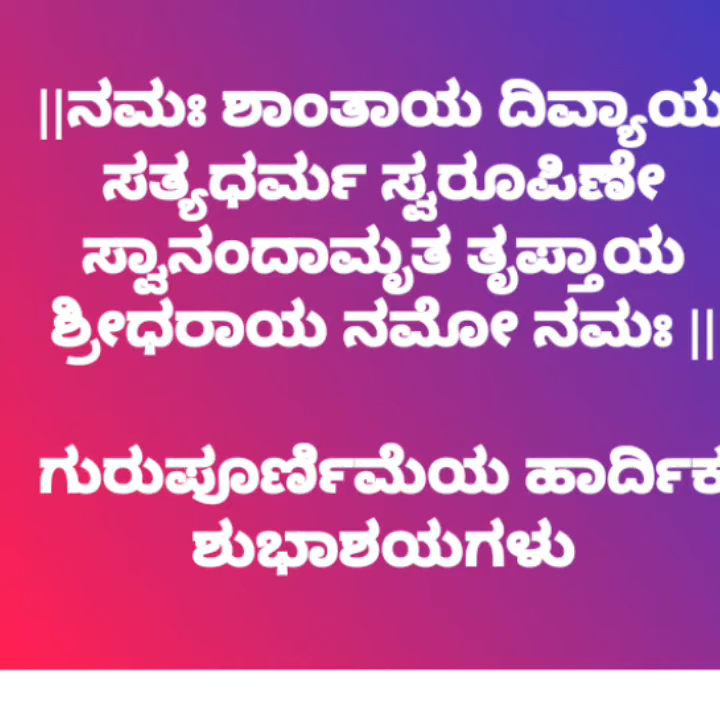 ||ನಮಃ ಶಾಂತಾಯ ದಿವ್ಯಾಯ
ಸತ್ಯಧರ್ಮ ಸ್ವರೂಪಿಣೇ
ಸ್ವಾನಂದಾಮೃತ ತೃಪ್ತಾಯ
ಶ್ರೀಧರಾಯ ನಮೋ ನಮಃ ||
ಗುರುಪೂರ್ಣಿಮೆಯ ಹಾರ್ದಿಕ
ಶುಭಾಶಯಗಳು